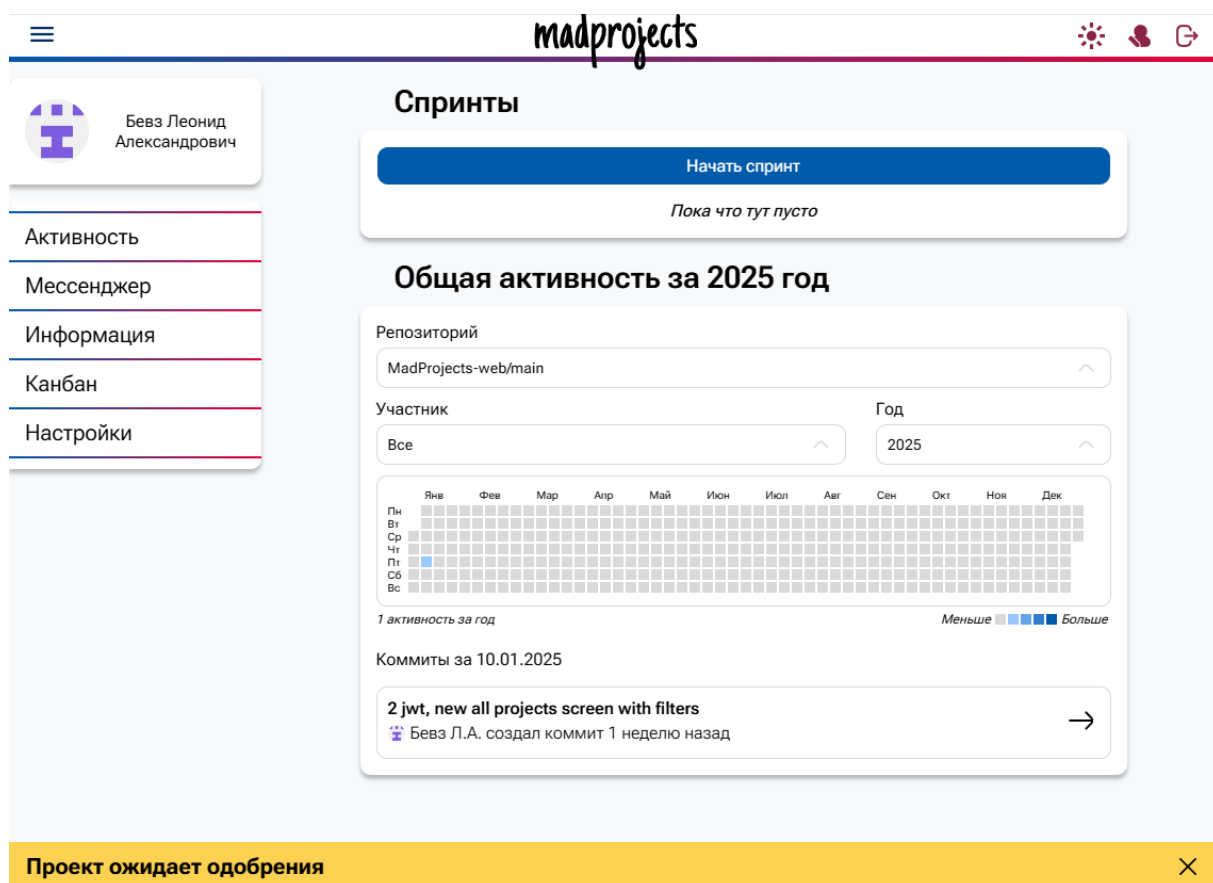 madprojects
Бевз Леонид
Александрович
Активность
Мессенджер
Информация
Канбан
Настройки
Спринты
Начать спринт
Пока что тут пусто
Общая активность за 2025 год
Репозиторий
MadProjects-web/main
Участник
Год
Все
2025
Янв Фев Мар Апр Май Июн Июл Авг Сен Окт Ноя Дек
Пн
Вт
Ср
Чт
Пт
Сб
Вс
1 активность за год
Меньше Больше
Коммиты за 10.01.2025
2 jwt, new all projects screen with filters
Бевз Л.А. создал коммит 1 неделю назад
Проект ожидает одобрения